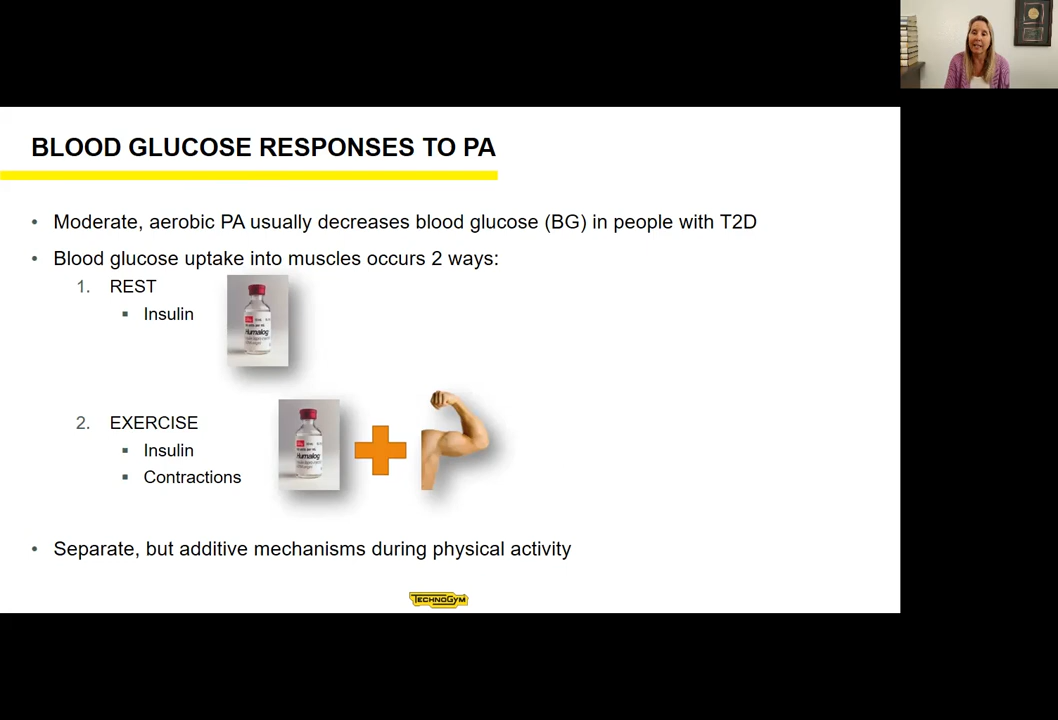 BLOOD GLUCOSE RESPONSES TO PA
• Moderate, aerobic PA usually decreases blood glucose (BG) in people with T2D
• Blood glucose uptake into muscles occurs 2 ways:
1. REST
▪ Insulin
Humalog
2. EXERCISE
▪ Insulin
Humalog
▪ Contractions
• Separate, but additive mechanisms during physical activity
TECHNOGYM